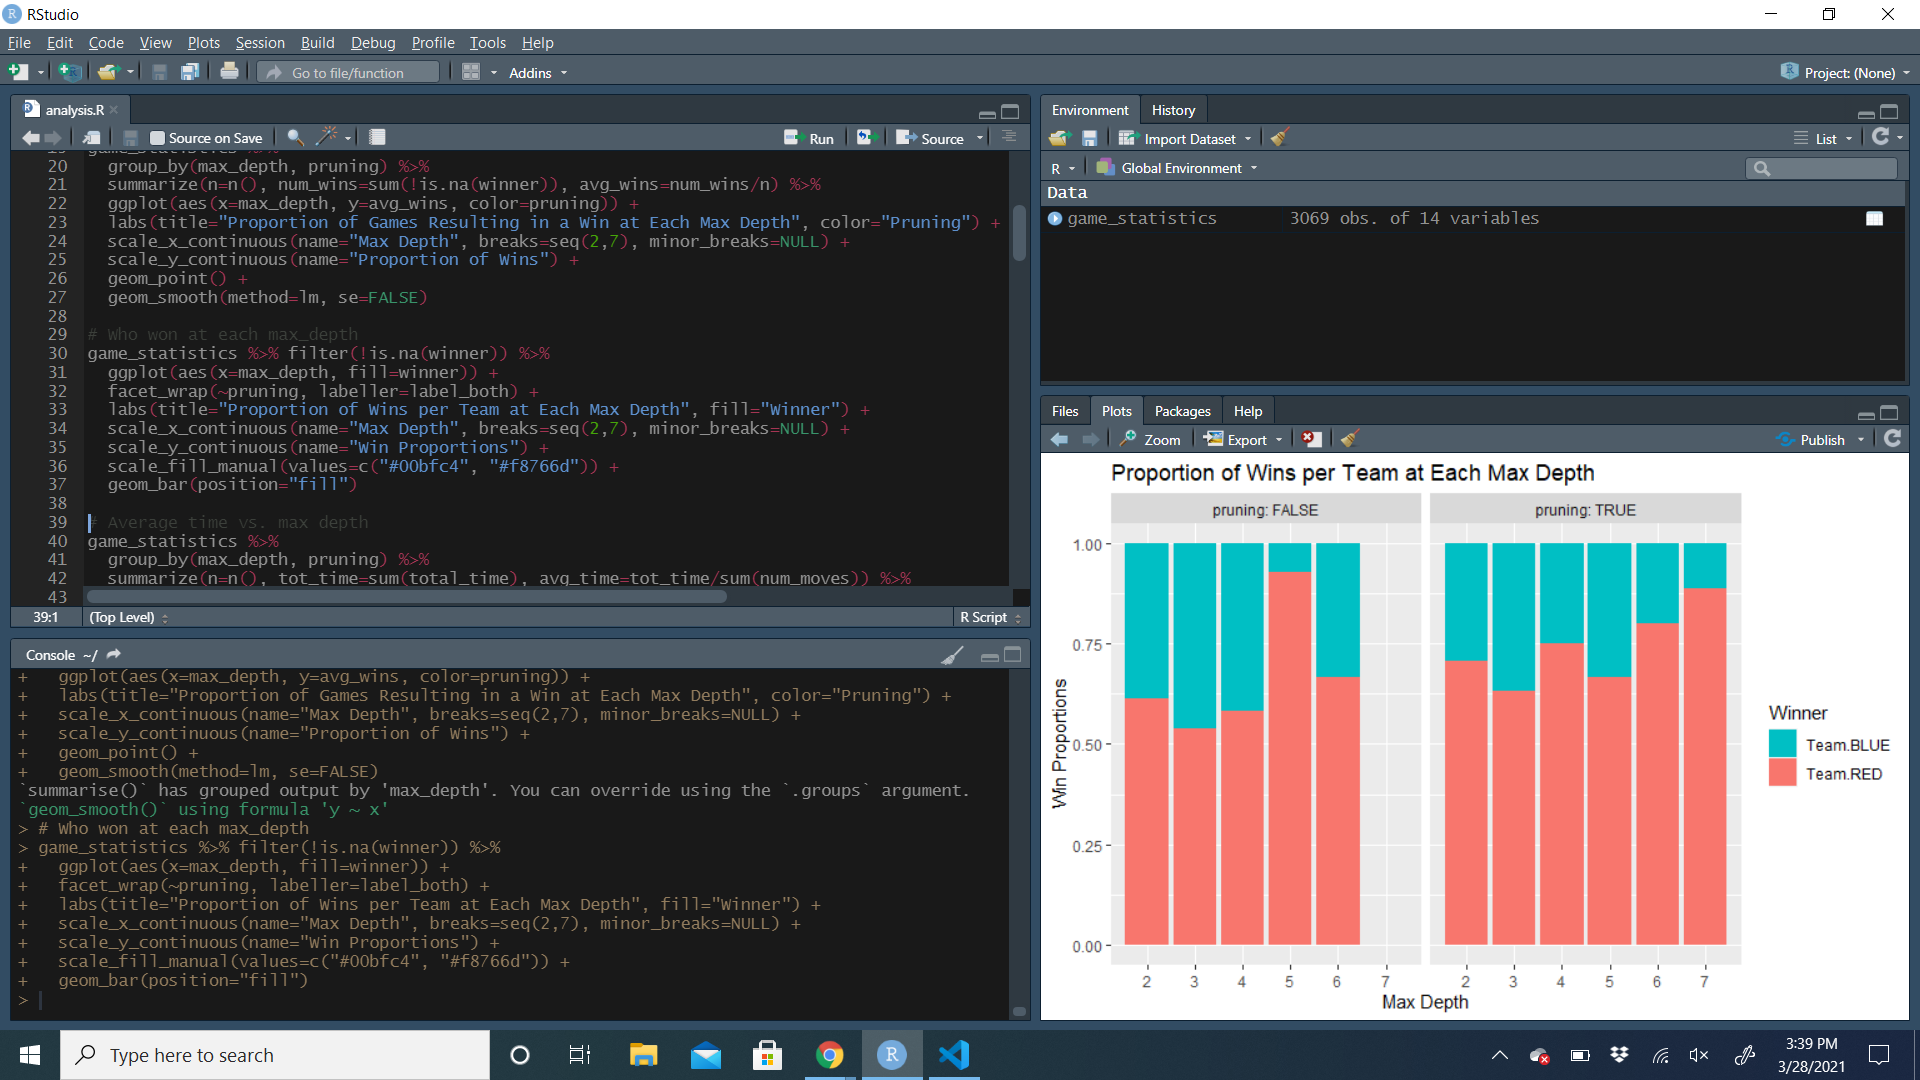 RStudio
File Edit Code View Plots Session Build Debug Profile Tools Help
Go to file/function Addins Project: (None)
analysis.R
Source on Save Run Source
20 group_by(max_depth, pruning) %>%
21 summarize(n=n(), num_wins=sum(!is.na(winner)), avg_wins=num_wins/n) %>%
22 ggplot(aes(x=max_depth, y=avg_wins, color=pruning)) +
23 labs(title="Proportion of Games Resulting in a Win at Each Max Depth", color="Pruning") +
24 scale_x_continuous(name="Max Depth", breaks=seq(2,7), minor_breaks=NULL) +
25 scale_y_continuous(name="Proportion of Wins") +
26 geom_point() +
27 geom_smooth(method=lm, se=FALSE)
28
29 # Who won at each max_depth
30 game_statistics %>% filter(!is.na(winner)) %>%
31 ggplot(aes(x=max_depth, fill=winner)) +
32 facet_wrap(~pruning, labeller=label_both) +
33 labs(title="Proportion of Wins per Team at Each Max Depth", fill="Winner") +
34 scale_x_continuous(name="Max Depth", breaks=seq(2,7), minor_breaks=NULL) +
35 scale_y_continuous(name="Win Proportions") +
36 scale_fill_manual(values=c("#00bfc4", "#f8766d")) +
37 geom_bar(position="fill")
38
39 # Average time vs. max depth
40 game_statistics %>%
41 group_by(max_depth, pruning) %>%
42 summarize(n=n(), tot_time=sum(total_time), avg_time=tot_time/sum(num_moves)) %>%
43
39:1 (Top Level) R Script
Console ~/
+ ggplot(aes(x=max_depth, y=avg_wins, color=pruning)) +
+ labs(title="Proportion of Games Resulting in a Win at Each Max Depth", color="Pruning") +
+ scale_x_continuous(name="Max Depth", breaks=seq(2,7), minor_breaks=NULL) +
+ scale_y_continuous(name="Proportion of Wins") +
+ geom_point() +
+ geom_smooth(method=lm, se=FALSE)
`summarise()` has grouped output by 'max_depth'. You can override using the `.groups` argument.
`geom_smooth()` using formula 'y ~ x'
> # Who won at each max_depth
> game_statistics %>% filter(!is.na(winner)) %>%
+ ggplot(aes(x=max_depth, fill=winner)) +
+ facet_wrap(~pruning, labeller=label_both) +
+ labs(title="Proportion of Wins per Team at Each Max Depth", fill="Winner") +
+ scale_x_continuous(name="Max Depth", breaks=seq(2,7), minor_breaks=NULL) +
+ scale_y_continuous(name="Win Proportions") +
+ scale_fill_manual(values=c("#00bfc4", "#f8766d")) +
+ geom_bar(position="fill")
>
Environment History
Import Dataset List
R Global Environment
Data
game_statistics 3069 obs. of 14 variables
Files Plots Packages Help
Zoom Export Publish
Proportion of Wins per Team at Each Max Depth
pruning: FALSE pruning: TRUE
1.00
0.75
0.50
0.25
0.00
Win Proportions
2 3 4 5 6 7 2 3 4 5 6 7
Max Depth
Winner
Team.BLUE
Team.RED
Type here to search
3:39 PM
3/28/2021